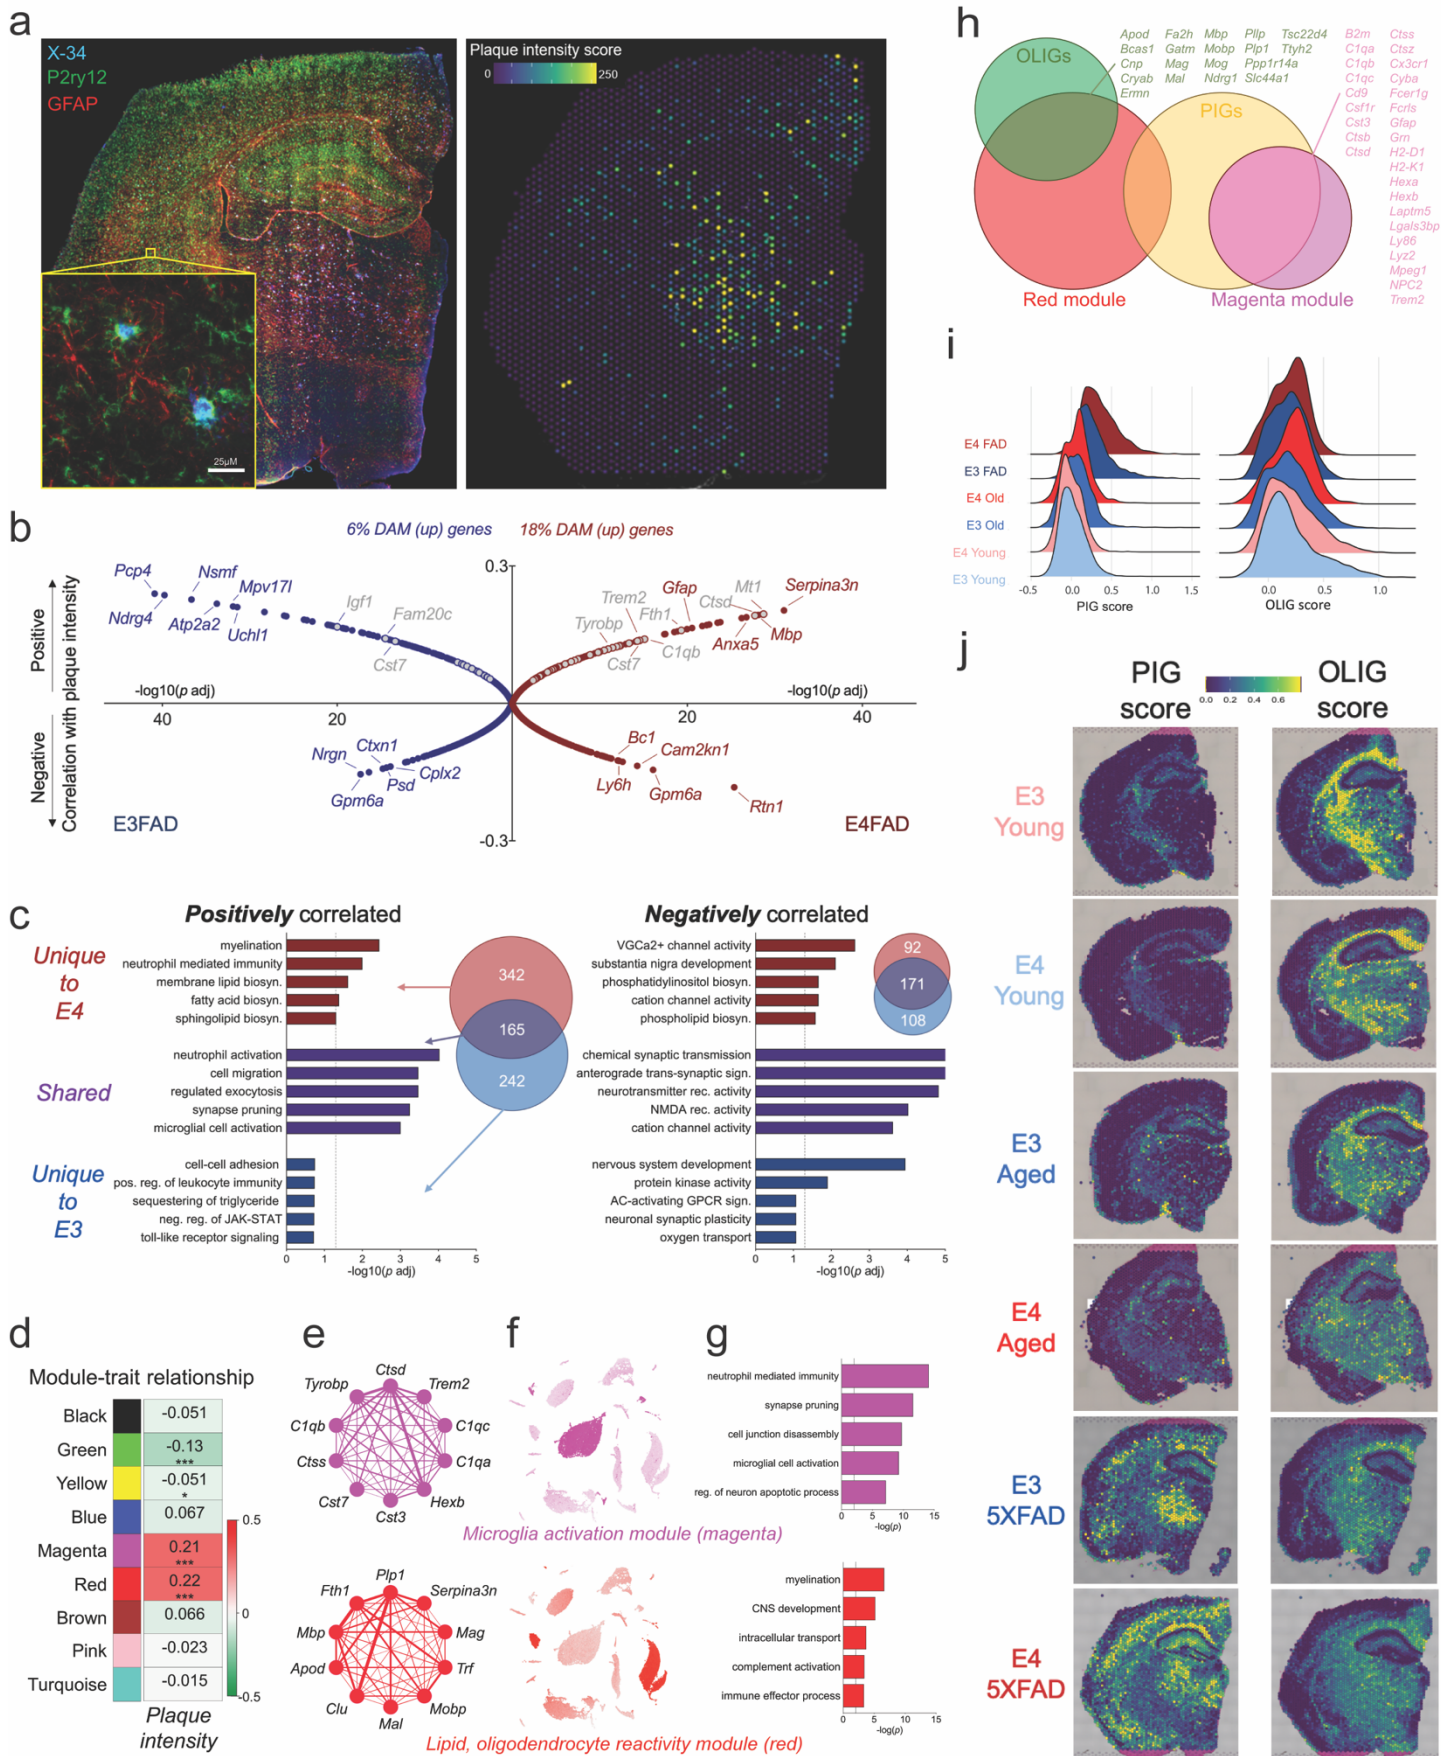 a
X-34
P2ry12
GFAP
25µM
Plaque intensity score
0 250
b
6% DAM (up) genes
18% DAM (up) genes
Positive
Negative
Correlation with plaque intensity
0.3
-0.3
-log10(p adj)
-log10(p adj)
40 20 20 40
Pcp4
Nsmf
Mpv17l
Ndrg4
Atp2a2
Uchl1
Igf1
Fam20c
Cst7
Nrgn
Ctxn1
Cplx2
Psd
Gpm6a
E3FAD
Tyrobp
Trem2
Fth1
Gfap
Ctsd
Mt1
Serpina3n
Cst7
C1qb
Anxa5
Mbp
Bc1
Cam2kn1
Ly6h
Gpm6a
Rtn1
E4FAD
c
Positively correlated
Unique
to
E4
myelination
neutrophil mediated immunity
membrane lipid biosyn.
fatty acid biosyn.
sphingolipid biosyn.
Shared
neutrophil activation
cell migration
regulated exocytosis
synapse pruning
microglial cell activation
Unique
to
E3
cell-cell adhesion
pos. reg. of leukocyte immunity
sequestering of triglyceride
neg. reg. of JAK-STAT
toll-like receptor signaling
0 1 2 3 4 5
-log10(p adj)
342
165
242
Negatively correlated
VGCa2+ channel activity
substantia nigra development
phosphatidylinositol biosyn.
cation channel activity
phospholipid biosyn.
chemical synaptic transmission
anterograde trans-synaptic sign.
neurotransmitter rec. activity
NMDA rec. activity
cation channel activity
nervous system development
protein kinase activity
AC-activating GPCR sign.
neuronal synaptic plasticity
oxygen transport
0 1 2 3 4 5
-log10(p adj)
92
171
108
d
Module-trait relationship
Black -0.051
Green -0.13
***
Yellow -0.051
*
Blue 0.067
Magenta 0.21
***
Red 0.22
***
Brown 0.066
Pink -0.023
Turquoise -0.015
0.5
0
-0.5
Plaque
intensity
e
Ctsd
Tyrobp
Trem2
C1qb
C1qc
Ctss
C1qa
Cst7
Hexb
Cst3
Plp1
Fth1
Serpina3n
Mbp
Mag
Apod
Trf
Clu
Mobp
Mal
f
Microglia activation module (magenta)
Lipid, oligodendrocyte reactivity module (red)
g
neutrophil mediated immunity
synapse pruning
cell junction disassembly
microglial cell activation
reg. of neuron apoptotic process
0 5 10 15
-log(p)
myelination
CNS development
intracellular transport
complement activation
immune effector process
0 5 10 15
-log(p)
h
OLIGs
PIGs
Red module
Magenta module
Apod Fa2h Mbp Pllp Tsc22d4
Bcas1 Gatm Mobp Plp1 Ttyh2
Cnp Mag Mog Ppp1r14a
Cryab Mal Ndrg1 Slc44a1
Ermn
B2m Ctss
C1qa Ctsz
C1qb Cx3cr1
C1qc Cyba
Cd9 Fcer1g
Csf1r Fcrls
Cst3 Gfap
Ctsb Grn
Ctsd H2-D1
H2-K1
Hexa
Hexb
Laptm5
Lgals3bp
Ly86
Lyz2
Mpeg1
NPC2
Trem2
i
E4 FAD
E3 FAD
E4 Old
E3 Old
E4 Young
E3 Young
-0.5 0.0 0.5 1.0 1.5
PIG score
0.0 0.5 1.0
OLIG score
j
PIG
score
0.0 0.2 0.4 0.6
OLIG
score
E3
Young
E4
Young
E3
Aged
E4
Aged
E3
5XFAD
E4
5XFAD